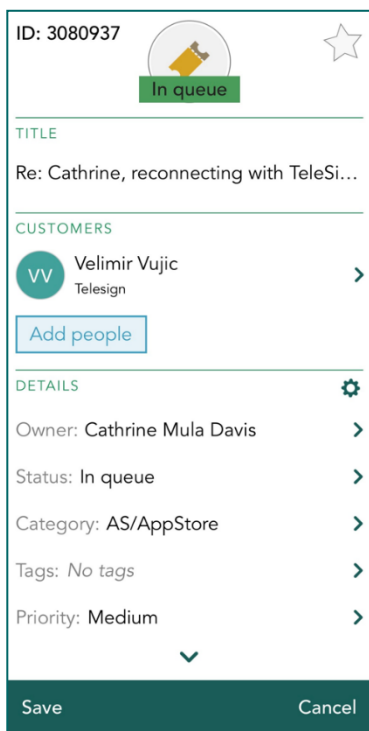 ID: 3080937
In queue
TITLE
Re: Cathrine, reconnecting with TeleSi...
CUSTOMERS
VV
Velimir Vujic
Telesign
Add people
DETAILS
Owner: Cathrine Mula Davis
Status: In queue
Category: AS/AppStore
Tags: No tags
Priority: Medium
Save Cancel